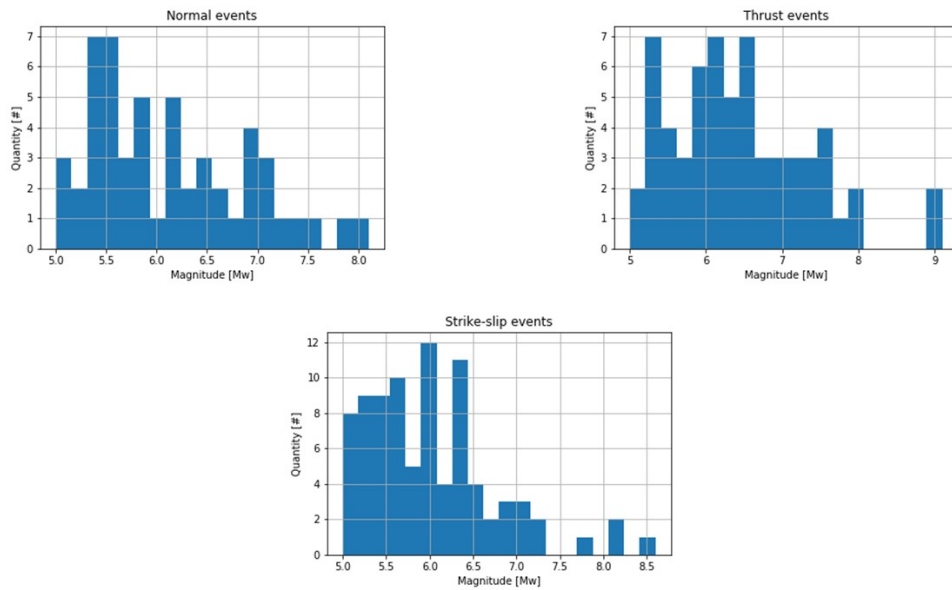 Normal events
7
6
5
4
3
2
1
0
Quantity [#]
5.0 5.5 6.0 6.5 7.0 7.5 8.0
Magnitude [Mw]
Thrust events
7
6
5
4
3
2
1
0
Quantity [#]
5 6 7 8 9
Magnitude [Mw]
Strike-slip events
12
10
8
6
4
2
0
Quantity [#]
5.0 5.5 6.0 6.5 7.0 7.5 8.0 8.5
Magnitude [Mw]